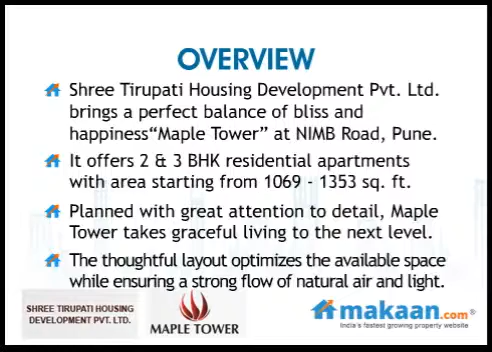 OVERVIEW
Shree Tirupati Housing Development Pvt. Ltd.
brings a perfect balance of bliss and
happiness“Maple Tower” at NIMB Road, Pune.
It offers 2 & 3 BHK residential apartments
with area starting from 1069 - 1353 sq. ft.
Planned with great attention to detail, Maple
Tower takes graceful living to the next level.
The thoughtful layout optimizes the available space
while ensuring a strong flow of natural air and light.
SHREE TIRUPATI HOUSING
DEVELOPMENT PVT. LTD.
MAPLE TOWER
makaan.com®
India's fastest growing property website